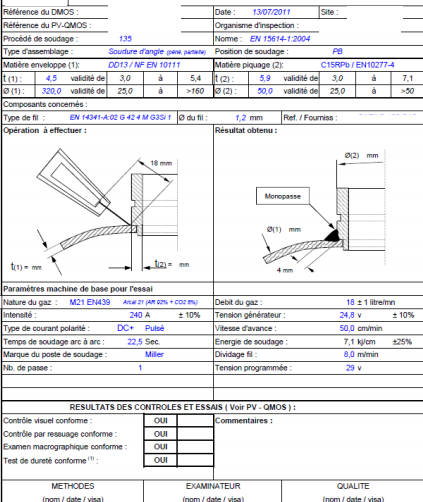 Référence du DMOS : Date : 13/07/2011 Site :
Référence du PV-QMOS : Organisme d'inspection :
Procédé de soudage : 135 Norme : EN 15614-1:2004
Type d'assemblage : Soudure d'angle (péné. partielle) Position de soudage : PB
Matière enveloppe (1): DD13 / NF EN 10111 Matière piquage (2): C15RPb / EN10277-4
t (1) : 4,5 validité de 3,0 à 5,4 t (2) : 5,9 validité de 3,0 à 7,1
Ø (1) : 320,0 validité de 25,0 à >160 Ø (2) : 50,0 validité de 25,0 à >50
Composants concernés :
Type de fil : EN 14341-A:02 G 42 4 M G3Si1 Ø du fil : 1,2 mm Ref. / Fourniss :
Opération à effectuer : Résultat obtenu :
18 mm
t(1) = mm
t(2) = mm
Ø(2) mm
Monopasse
Ø(1) mm
4 mm
Paramètres machine de base pour l'essai
Nature du gaz : M21 EN439 Arcal 21 (AR 92% + CO2 8%) Debit du gaz : 18 ± 1 litre/mn
Intensité : 240 A ± 10% Tension générateur : 24,8 v ± 10%
Type de courant polarité : DC+ Pulsé Vitesse d'avance : 50,0 cm/min
Temps de soudage arc à arc : 22,5 Sec. Energie de soudage : 7,1 kj/cm ±25%
Marque du poste de soudage : Miller Dividage fil : 8,0 m/min
Nb. de passe : 1 Tension programmée : 29 v
RESULTATS DES CONTROLES ET ESSAIS ( Voir PV - QMOS ) :
Contrôle visuel conforme : OUI Commentaires :
Contrôle par ressuage conforme : OUI
Examen macrographique conforme : OUI
Test de dureté conforme (1) : OUI
METHODES EXAMINATEUR QUALITE
(nom / date / visa) (nom / date / visa) (nom / date / visa)